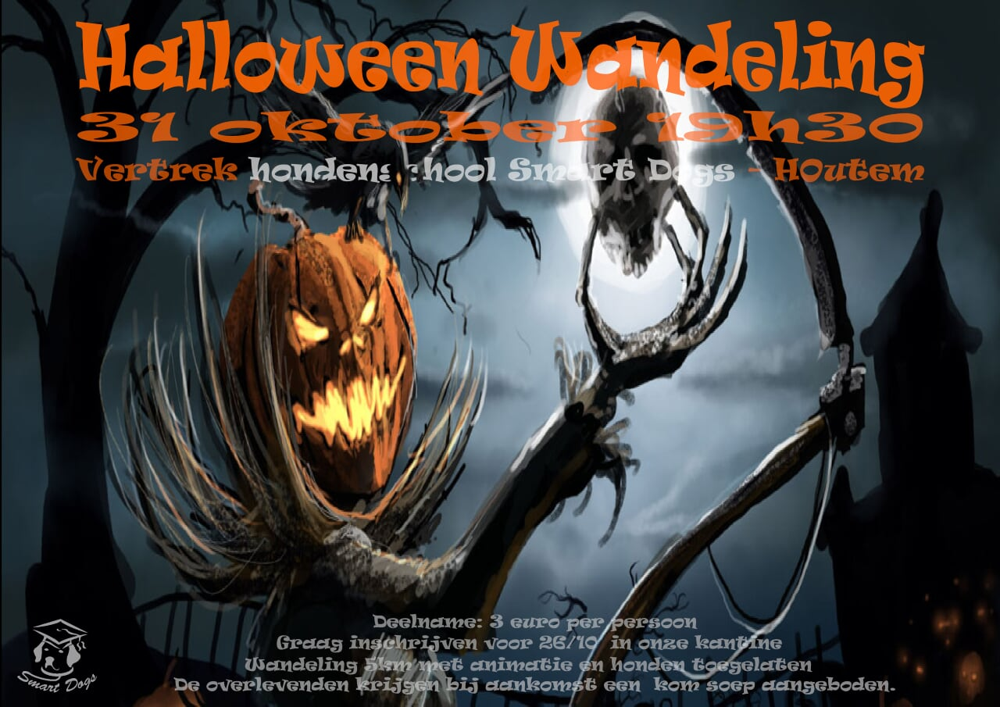 Halloween Wandeling
31 oktober 19h30
Vertrek hondenschool Smart Dogs - HOutem
Deelname: 3 euro per persoon
Graag inschrijven voor 26/10 in onze kantine
Wandeling 5km met animatie en honden toegelaten
De overlevenden krijgen bij aankomst een kom soep aangeboden.
Smart Dogs